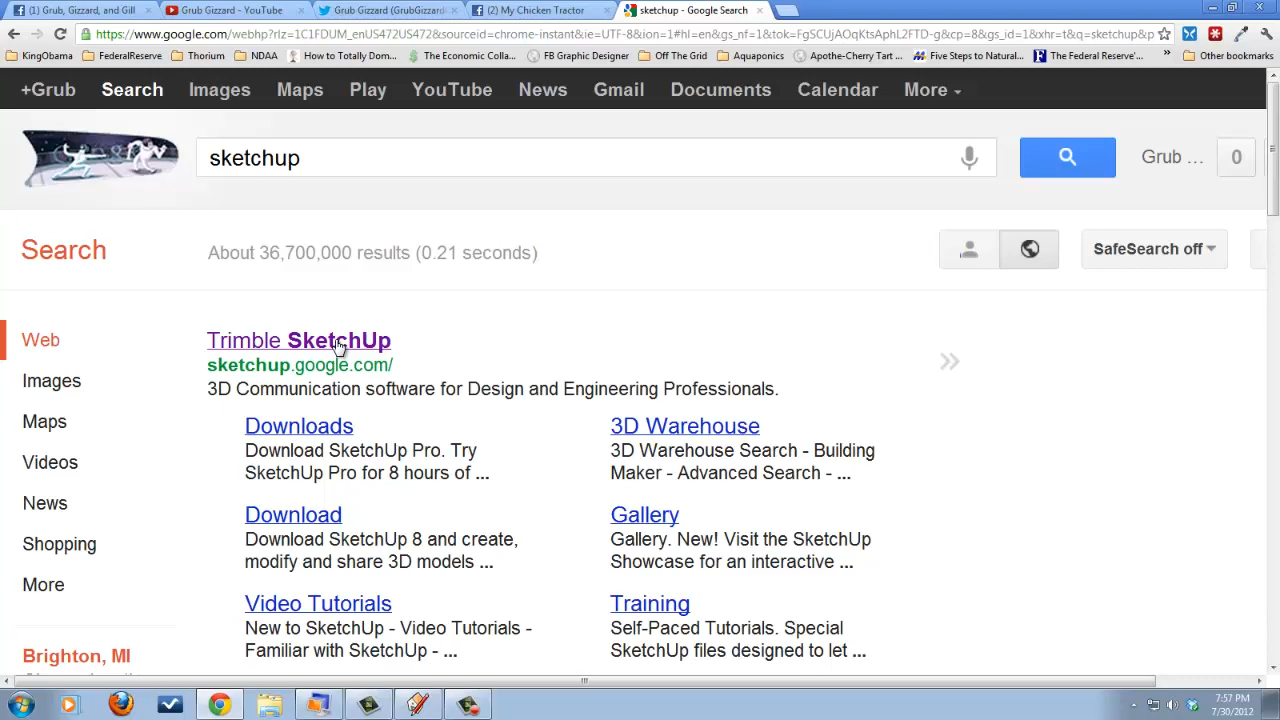 (1) Grub, Gizzard, and Gill
Grub Gizzard - YouTube
Grub Gizzard (GrubGizzard
(2) My Chicken Tractor
sketchup - Google Search
https://www.google.com/webhp?rlz=1C1FDUM_enUS472US472&sourceid=chrome-instant&ie=UTF-8&ion=1#hl=en&gs_nf=1&tok=FgSCUjAOqKtsAphL2FTD-g&cp=8&gs_id=1&xhr=t&q=sketchup&p
KingObama FederalReserve Thorium NDAA How to Totally Dom... The Economic Colla... FB Graphic Designer Off The Grid Aquaponics Apothe-Cherry Tart ... Five Steps to Natural... The Federal Reserve'... » Other bookmarks
+Grub Search Images Maps Play YouTube News Gmail Documents Calendar More
sketchup
Grub ... 0
Search About 36,700,000 results (0.21 seconds) SafeSearch off
Web
Images
Maps
Videos
News
Shopping
More
Brighton, MI
Trimble SketchUp
sketchup.google.com/
3D Communication software for Design and Engineering Professionals.
Downloads
Download SketchUp Pro. Try
SketchUp Pro for 8 hours of ...
3D Warehouse
3D Warehouse Search - Building
Maker - Advanced Search - ...
Download
Download SketchUp 8 and create,
modify and share 3D models ...
Gallery
Gallery. New! Visit the SketchUp
Showcase for an interactive ...
Video Tutorials
New to SketchUp - Video Tutorials -
Familiar with SketchUp - ...
Training
Self-Paced Tutorials. Special
SketchUp files designed to let ...
7:57 PM
7/30/2012